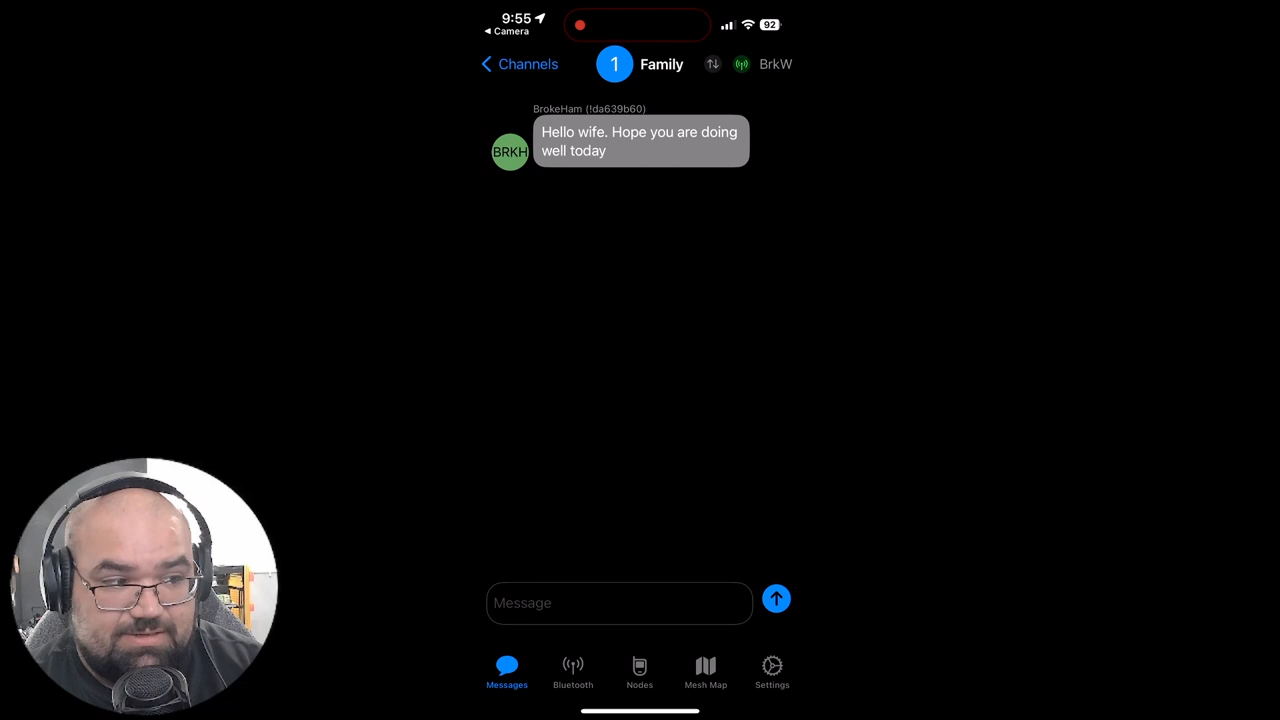 9:55
◀ Camera
92
Channels
1
Family
BrkW
BrokeHam (!da639b60)
BRKH
Hello wife. Hope you are doing
well today
Message
Messages
Bluetooth
Nodes
Mesh Map
Settings